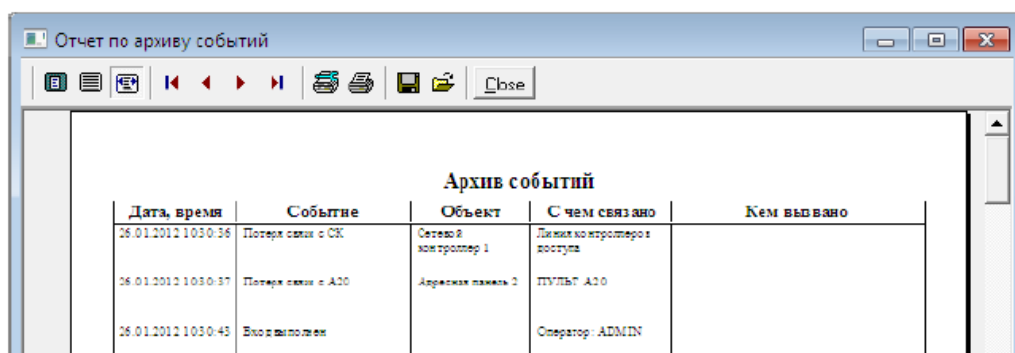 Отчет по архиву событий
Close
Архив событий
Дата, время Событие Объект С чем связано Кем вызвано
26.01.2012 10:30:36 Потеря связи с СК Сетевой Линия контроллеров
контроллер 1 доступа
26.01.2012 10:30:37 Потеря связи с А20 Адресная панель 2 ПУЛЬТ А20
26.01.2012 10:30:43 Вход выполнен Оператор: ADMIN